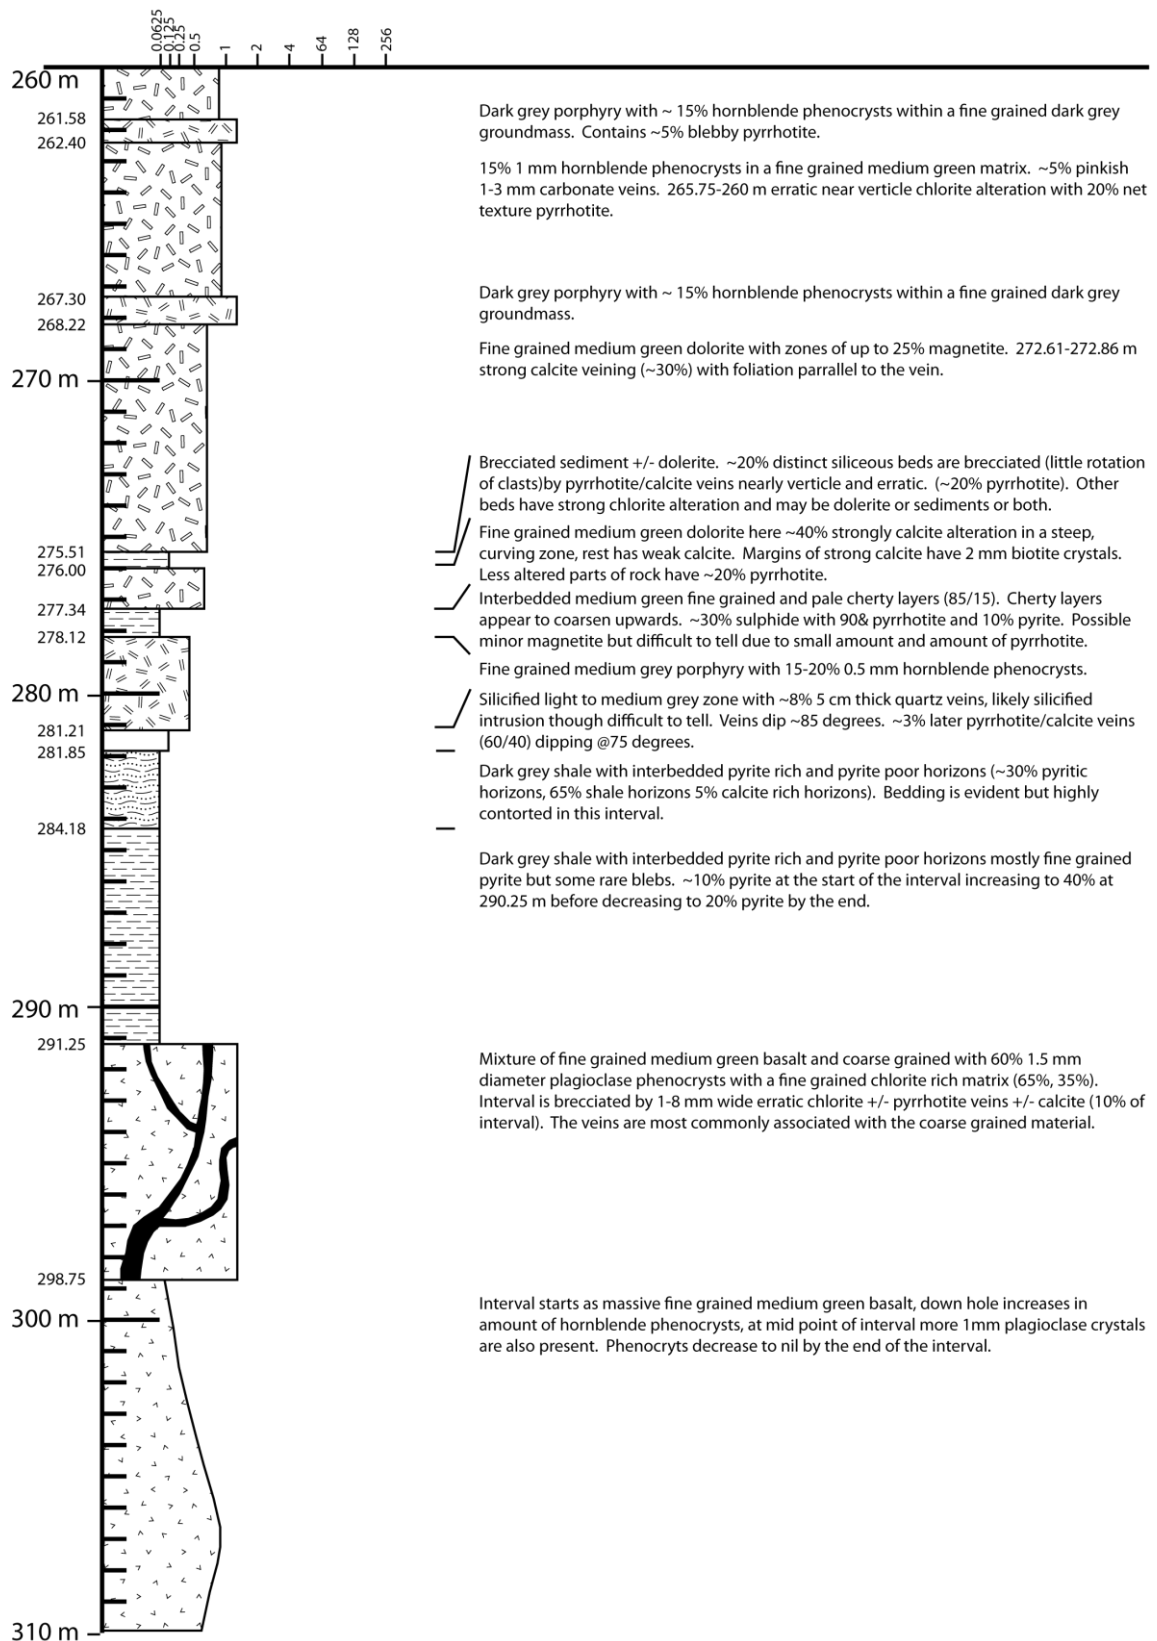 0.0625 0.125 0.25 0.5 1 2 4 64 128 256
260 m
261.58
262.40
267.30
268.22
270 m
275.51
276.00
277.34
278.12
280 m
281.21
281.85
284.18
290 m
291.25
298.75
300 m
310 m
Dark grey porphyry with ~ 15% hornblende phenocrysts within a fine grained dark grey
groundmass. Contains ~5% blebby pyrrhotite.
15% 1 mm hornblende phenocrysts in a fine grained medium green matrix. ~5% pinkish
1-3 mm carbonate veins. 265.75-260 m erratic near verticle chlorite alteration with 20% net
texture pyrrhotite.
Dark grey porphyry with ~ 15% hornblende phenocrysts within a fine grained dark grey
groundmass.
Fine grained medium green dolorite with zones of up to 25% magnetite. 272.61-272.86 m
strong calcite veining (~30%) with foliation parrallel to the vein.
Brecciated sediment +/- dolerite. ~20% distinct siliceous beds are brecciated (little rotation
of clasts)by pyrrhotite/calcite veins nearly verticle and erratic. (~20% pyrrhotite). Other
beds have strong chlorite alteration and may be dolerite or sediments or both.
Fine grained medium green dolorite here ~40% strongly calcite alteration in a steep,
curving zone, rest has weak calcite. Margins of strong calcite have 2 mm biotite crystals.
Less altered parts of rock have ~20% pyrrhotite.
Interbedded medium green fine grained and pale cherty layers (85/15). Cherty layers
appear to coarsen upwards. ~30% sulphide with 90& pyrrhotite and 10% pyrite. Possible
minor magnetite but difficult to tell due to small amount and amount of pyrrhotite.
Fine grained medium grey porphyry with 15-20% 0.5 mm hornblende phenocrysts.
Silicified light to medium grey zone with ~8% 5 cm thick quartz veins, likely silicified
intrusion though difficult to tell. Veins dip ~85 degrees. ~3% later pyrrhotite/calcite veins
(60/40) dipping @75 degrees.
Dark grey shale with interbedded pyrite rich and pyrite poor horizons (~30% pyritic
horizons, 65% shale horizons 5% calcite rich horizons). Bedding is evident but highly
contorted in this interval.
Dark grey shale with interbedded pyrite rich and pyrite poor horizons mostly fine grained
pyrite but some rare blebs. ~10% pyrite at the start of the interval increasing to 40% at
290.25 m before decreasing to 20% pyrite by the end.
Mixture of fine grained medium green basalt and coarse grained with 60% 1.5 mm
diameter plagioclase phenocrysts with a fine grained chlorite rich matrix (65%, 35%).
Interval is brecciated by 1-8 mm wide erratic chlorite +/- pyrrhotite veins +/- calcite (10% of
interval). The veins are most commonly associated with the coarse grained material.
Interval starts as massive fine grained medium green basalt, down hole increases in
amount of hornblende phenocrysts, at mid point of interval more 1mm plagioclase crystals
are also present. Phenocryts decrease to nil by the end of the interval.